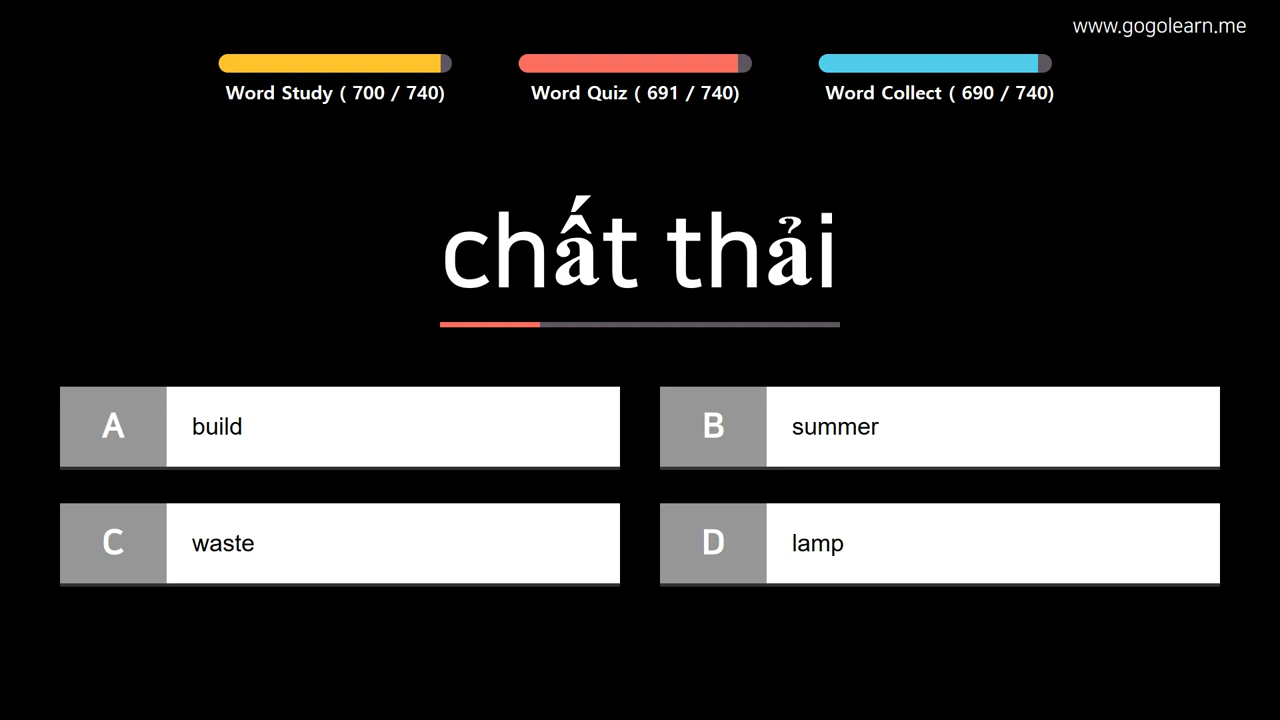 www.gogolearn.me
Word Study ( 700 / 740)
Word Quiz ( 691 / 740)
Word Collect ( 690 / 740)
chất thải
A build
B summer
C waste
D lamp